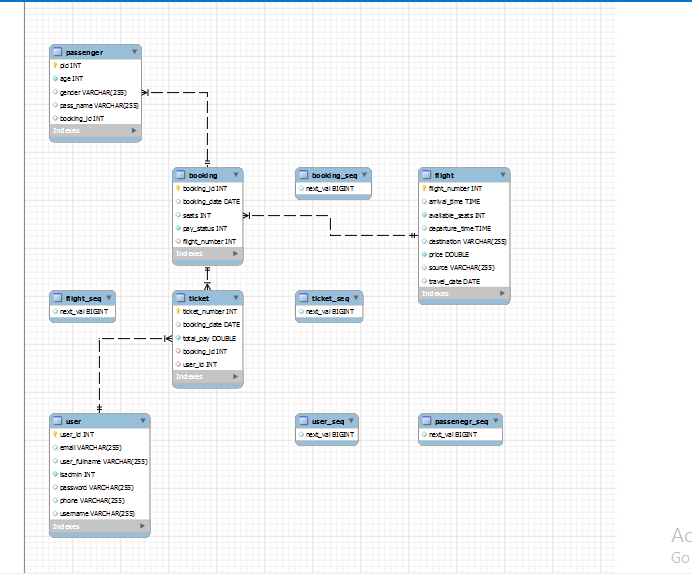 passenger
pid INT
age INT
gender VARCHAR(255)
pass_name VARCHAR(255)
booking_id INT
Indexes
booking
booking_id INT
booking_date DATE
seats INT
pay_status INT
flight_number INT
Indexes
booking_seq
next_val BIGINT
flight
flight_number INT
arrival_time TIME
available_seats INT
departure_time TIME
destination VARCHAR(255)
price DOUBLE
source VARCHAR(255)
travel_date DATE
Indexes
flight_seq
next_val BIGINT
ticket
ticket_number INT
booking_date DATE
total_pay DOUBLE
booking_id INT
user_id INT
Indexes
ticket_seq
next_val BIGINT
user
user_id INT
email VARCHAR(255)
user_fullname VARCHAR(255)
isadmin INT
password VARCHAR(255)
phone VARCHAR(255)
username VARCHAR(255)
Indexes
user_seq
next_val BIGINT
passenegr_seq
next_val BIGINT
Ac
Go